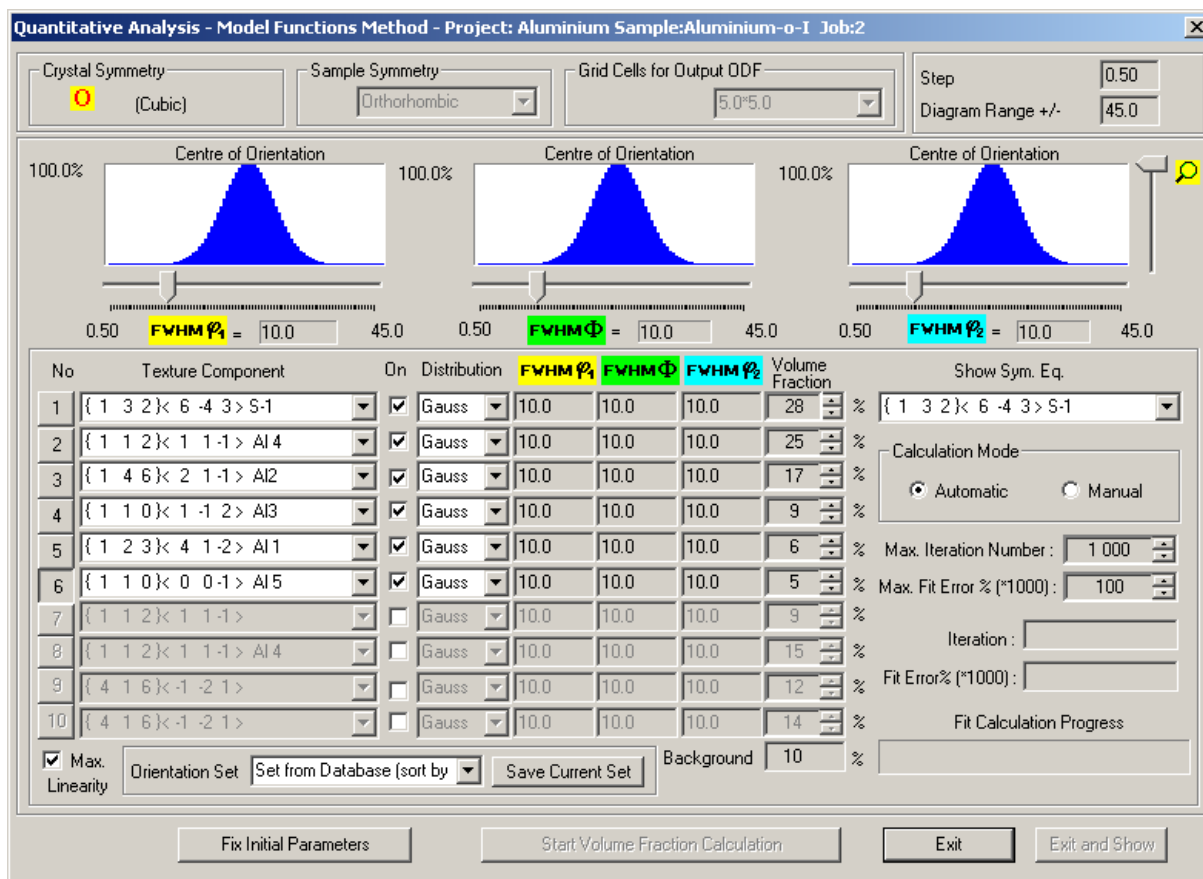 Quantitative Analysis - Model Functions Method - Project: Aluminium Sample:Aluminium-o-I Job:2
Crystal Symmetry
O (Cubic)
Sample Symmetry
Orthorhombic
Grid Cells for Output ODF
5.0*5.0
Step 0.50
Diagram Range +/- 45.0
Centre of Orientation Centre of Orientation Centre of Orientation
100.0% 100.0% 100.0%
0.50 FWHM φ1 = 10.0 45.0 0.50 FWHM Φ = 10.0 45.0 0.50 FWHM φ2 = 10.0 45.0
No Texture Component On Distribution FWHM φ1 FWHM Φ FWHM φ2 Volume Fraction Show Sym. Eq.
1 { 1 3 2}< 6 -4 3> S-1 Gauss 10.0 10.0 10.0 28 % { 1 3 2}< 6 -4 3> S-1
2 { 1 1 2}< 1 1 -1 > Al 4 Gauss 10.0 10.0 10.0 25 %
3 { 1 4 6}< 2 1 -1> Al2 Gauss 10.0 10.0 10.0 17 %
4 { 1 1 0}< 1 -1 2> Al3 Gauss 10.0 10.0 10.0 9 %
5 { 1 2 3}< 4 1 -2> Al 1 Gauss 10.0 10.0 10.0 6 %
6 { 1 1 0}< 0 0 -1> Al 5 Gauss 10.0 10.0 10.0 5 %
7 { 1 1 2}< 1 1 -1 > Gauss 10.0 10.0 10.0 9 %
8 { 1 1 2}< 1 1 -1 > Al 4 Gauss 10.0 10.0 10.0 15 %
9 { 4 1 6}< -1 -2 1 > Gauss 10.0 10.0 10.0 12 %
10 { 4 1 6}< -1 -2 1 > Gauss 10.0 10.0 10.0 14 %
Calculation Mode
Automatic Manual
Max. Iteration Number : 1 000
Max. Fit Error % (*1000) : 100
Iteration :
Fit Error% (*1000) :
Fit Calculation Progress
Max. Linearity
Orientation Set Set from Database (sort by Save Current Set
Background 10 %
Fix Initial Parameters Start Volume Fraction Calculation Exit Exit and Show